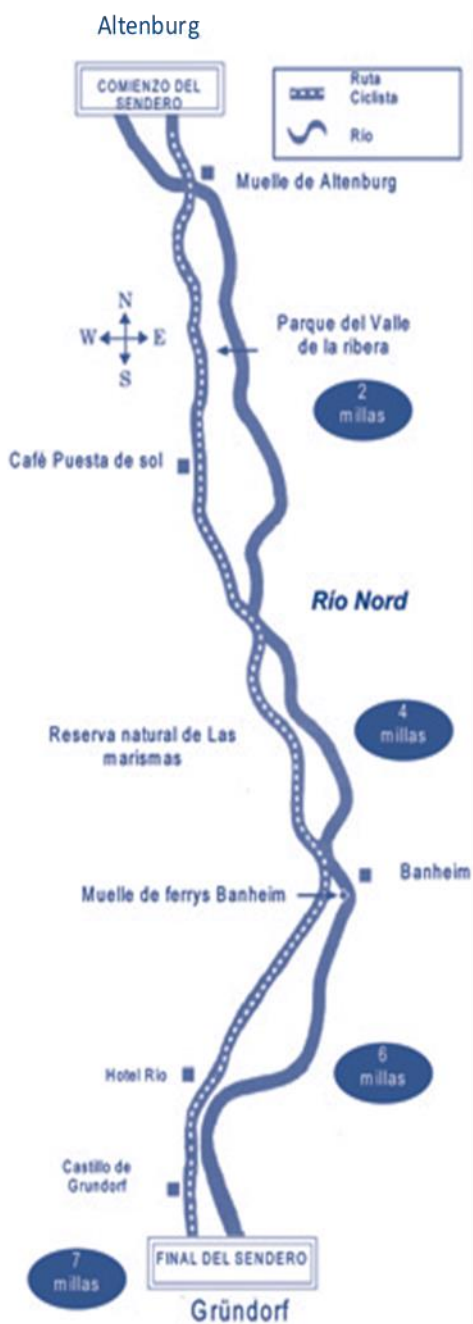 Altenburg
COMIENZO DEL
SENDERO
Ruta
Ciclista
Río
Muelle de Altenburg
N
W E
S
Parque del Valle
de la ribera
2
millas
Café Puesta de sol
Río Nord
4
millas
Reserva natural de Las
marismas
Banheim
Muelle de ferrys Banheim
6
millas
Hotel Río
Castillo de
Grundorf
FINAL DEL SENDERO
7
millas
Gründorf